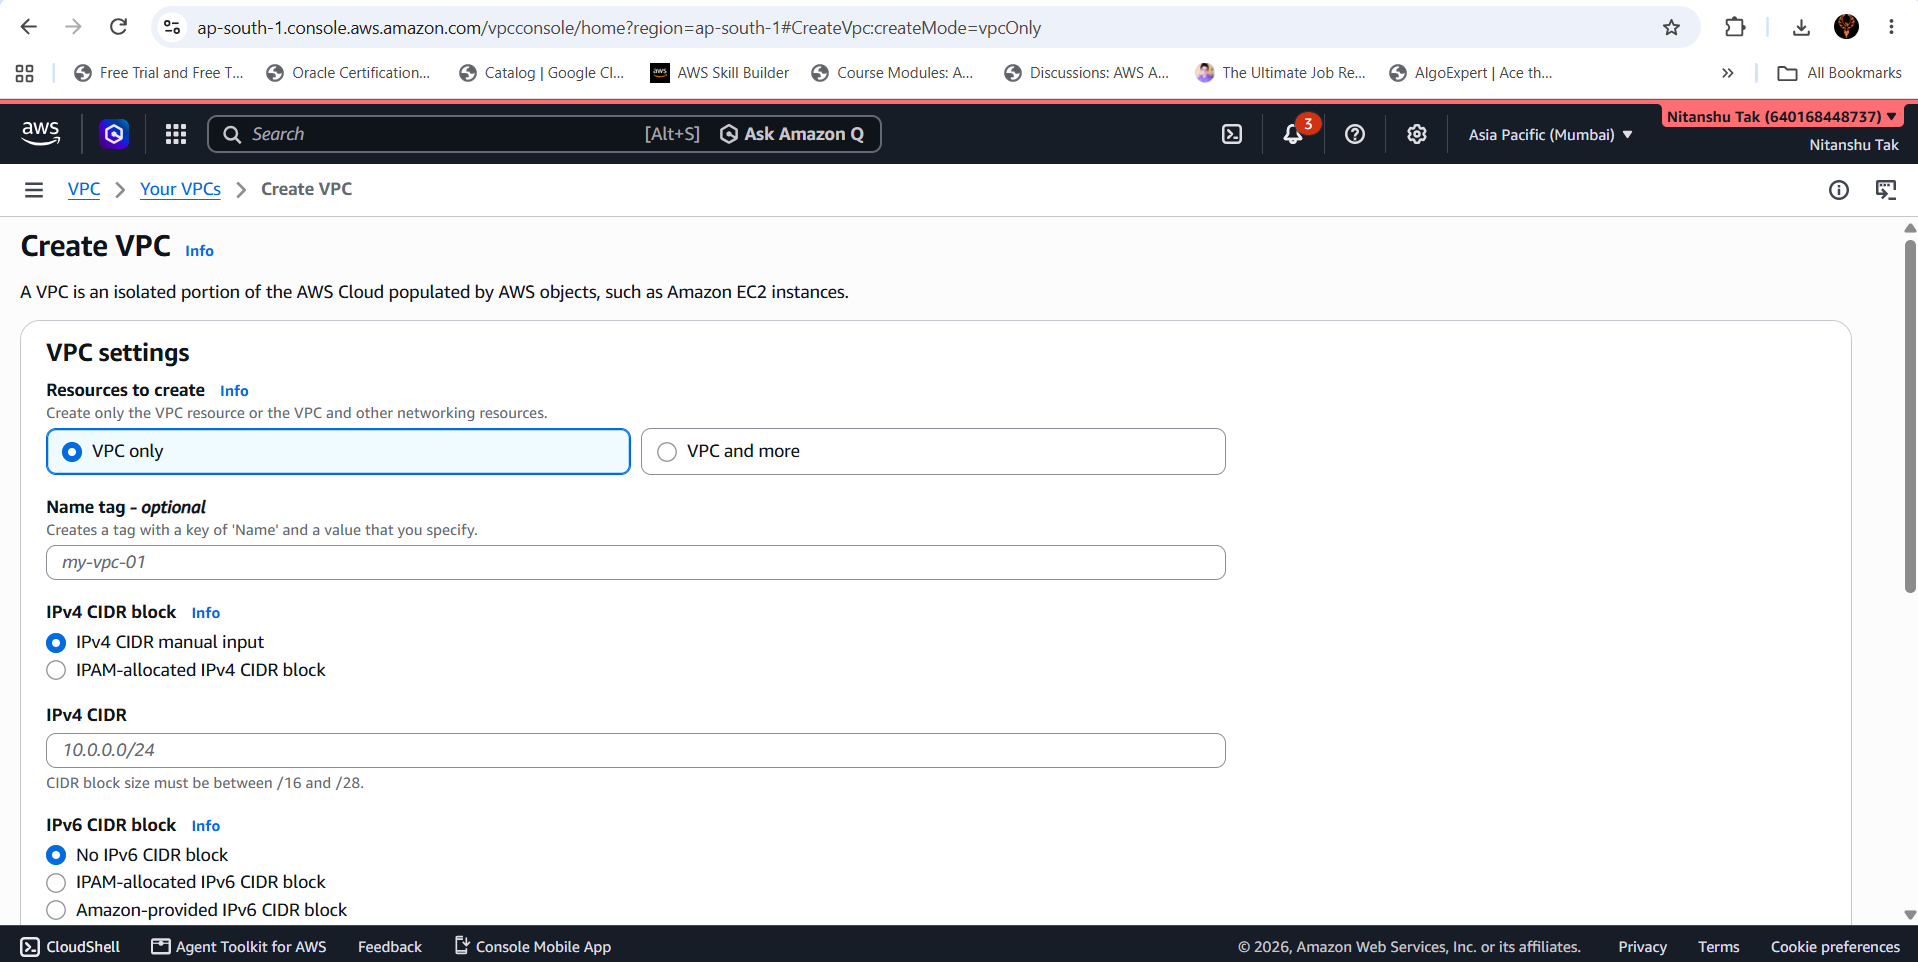 ap-south-1.console.aws.amazon.com/vpcconsole/home?region=ap-south-1#CreateVpc:createMode=vpcOnly
Free Trial and Free T... Oracle Certification... Catalog | Google Cl... aws AWS Skill Builder Course Modules: A... Discussions: AWS A... The Ultimate Job Re... AlgoExpert | Ace th... All Bookmarks
aws Search [Alt+S] Ask Amazon Q 3 Asia Pacific (Mumbai) Nitanshu Tak (640168448737)
Nitanshu Tak
VPC Your VPCs Create VPC
Create VPC Info
A VPC is an isolated portion of the AWS Cloud populated by AWS objects, such as Amazon EC2 instances.
VPC settings
Resources to create Info
Create only the VPC resource or the VPC and other networking resources.
VPC only VPC and more
Name tag - optional
Creates a tag with a key of 'Name' and a value that you specify.
my-vpc-01
IPv4 CIDR block Info
IPv4 CIDR manual input
IPAM-allocated IPv4 CIDR block
IPv4 CIDR
10.0.0.0/24
CIDR block size must be between /16 and /28.
IPv6 CIDR block Info
No IPv6 CIDR block
IPAM-allocated IPv6 CIDR block
Amazon-provided IPv6 CIDR block
CloudShell Agent Toolkit for AWS Feedback Console Mobile App © 2026, Amazon Web Services, Inc. or its affiliates. Privacy Terms Cookie preferences